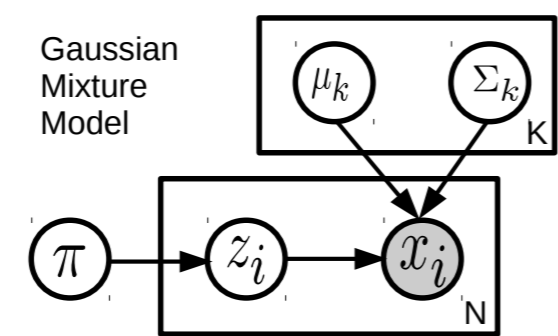 Gaussian
Mixture
Model
μ_k
Σ_k
K
π
z_i
x_i
N